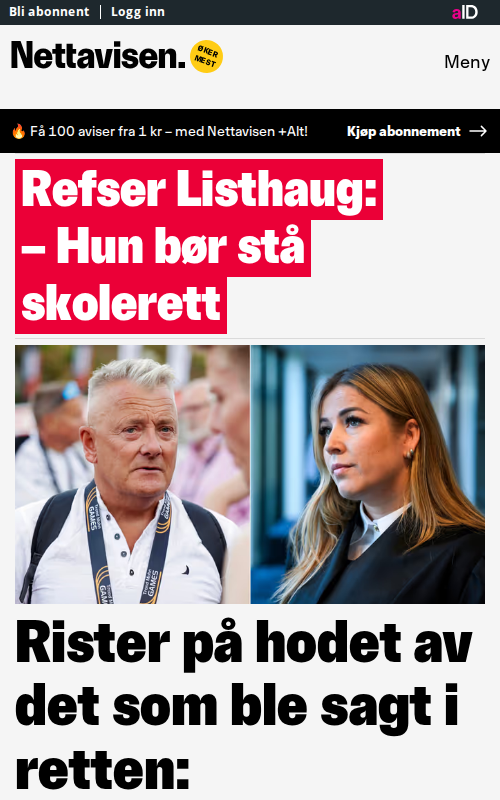 Bli abonnent
Logg inn
aID
Nettavisen.
ØKER
MEST
Meny
🔥 Få 100 aviser fra 1 kr – med Nettavisen +Alt!
Kjøp abonnement →
Refser Listhaug:
– Hun bør stå
skolerett
GAMES
GAMES
Rister på hodet av
det som ble sagt i
retten: